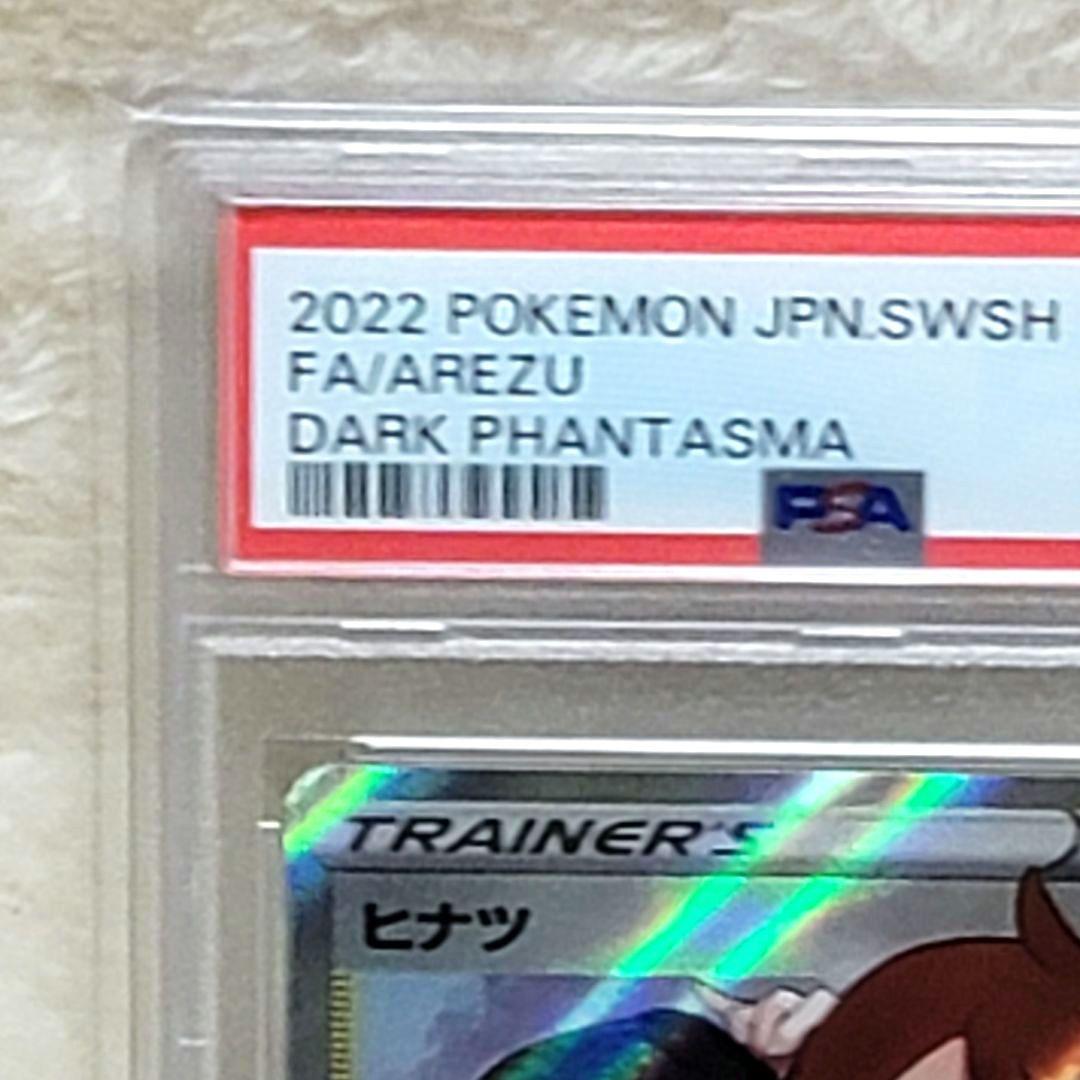 2022 POKEMON JPN.SWSH
FA/AREZU
DARK PHANTASMA
PSA
TRAINER'S
ヒナツ